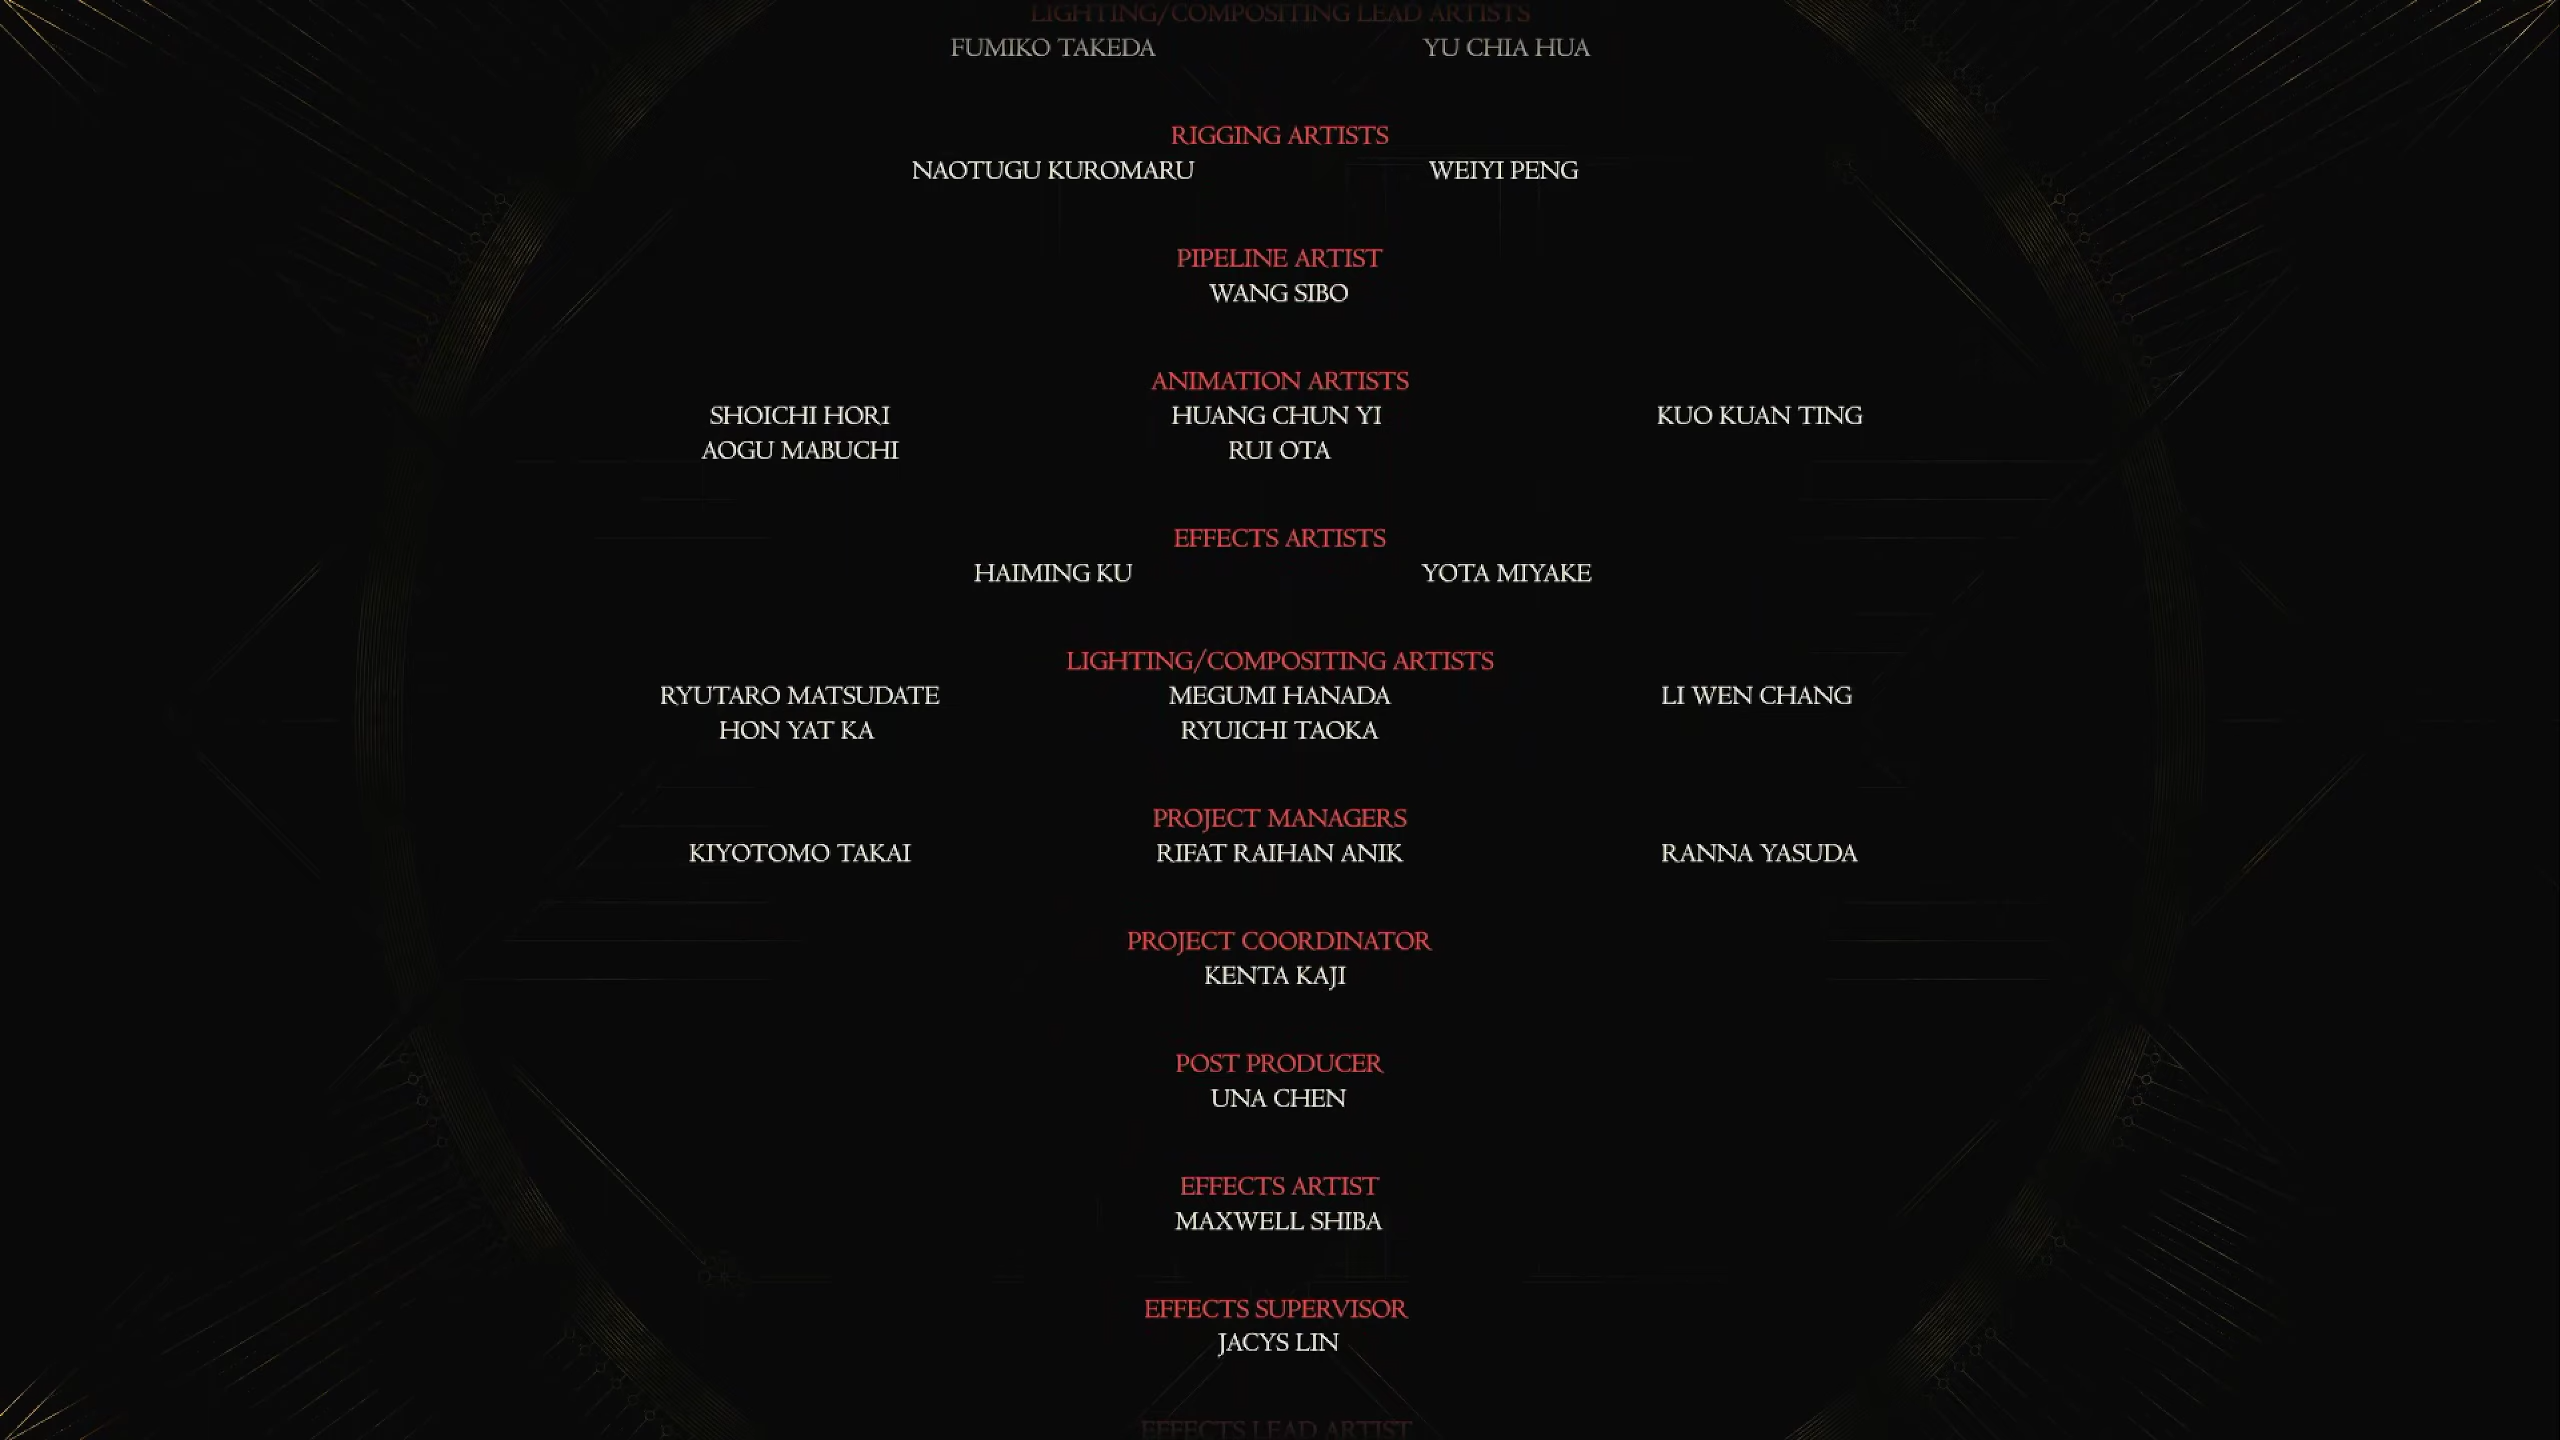 LIGHTING/COMPOSITING LEAD ARTISTS
FUMIKO TAKEDA YU CHIA HUA
RIGGING ARTISTS
NAOTUGU KUROMARU WEIYI PENG
PIPELINE ARTIST
WANG SIBO
ANIMATION ARTISTS
SHOICHI HORI HUANG CHUN YI KUO KUAN TING
AOGU MABUCHI RUI OTA
EFFECTS ARTISTS
HAIMING KU YOTA MIYAKE
LIGHTING/COMPOSITING ARTISTS
RYUTARO MATSUDATE MEGUMI HANADA LI WEN CHANG
HON YAT KA RYUICHI TAOKA
PROJECT MANAGERS
KIYOTOMO TAKAI RIFAT RAIHAN ANIK RANNA YASUDA
PROJECT COORDINATOR
KENTA KAJI
POST PRODUCER
UNA CHEN
EFFECTS ARTIST
MAXWELL SHIBA
EFFECTS SUPERVISOR
JACYS LIN
EFFECTS LEAD ARTIST